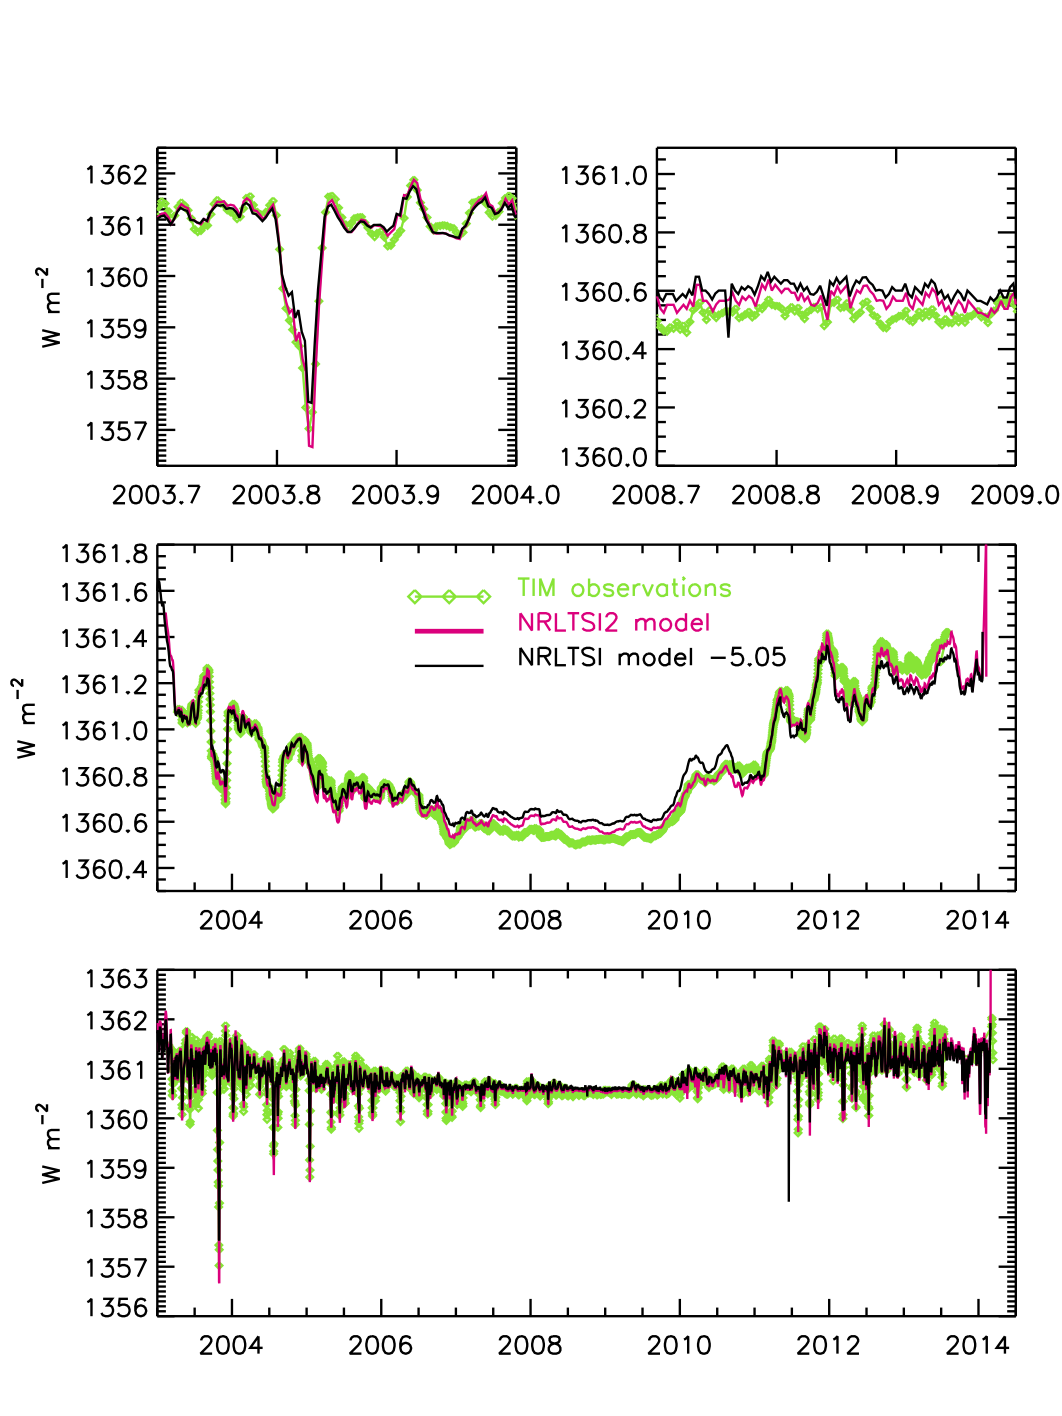 1362
1361
1360
1359
1358
1357
W m⁻²
2003.7 2003.8 2003.9 2004.0
1361.0
1360.8
1360.6
1360.4
1360.2
1360.0
2008.7 2008.8 2008.9 2009.0
1361.8
1361.6
1361.4
1361.2
1361.0
1360.8
1360.6
1360.4
W m⁻²
TIM observations
NRLTSI2 model
NRLTSI model −5.05
2004 2006 2008 2010 2012 2014
1363
1362
1361
1360
1359
1358
1357
1356
W m⁻²
2004 2006 2008 2010 2012 2014